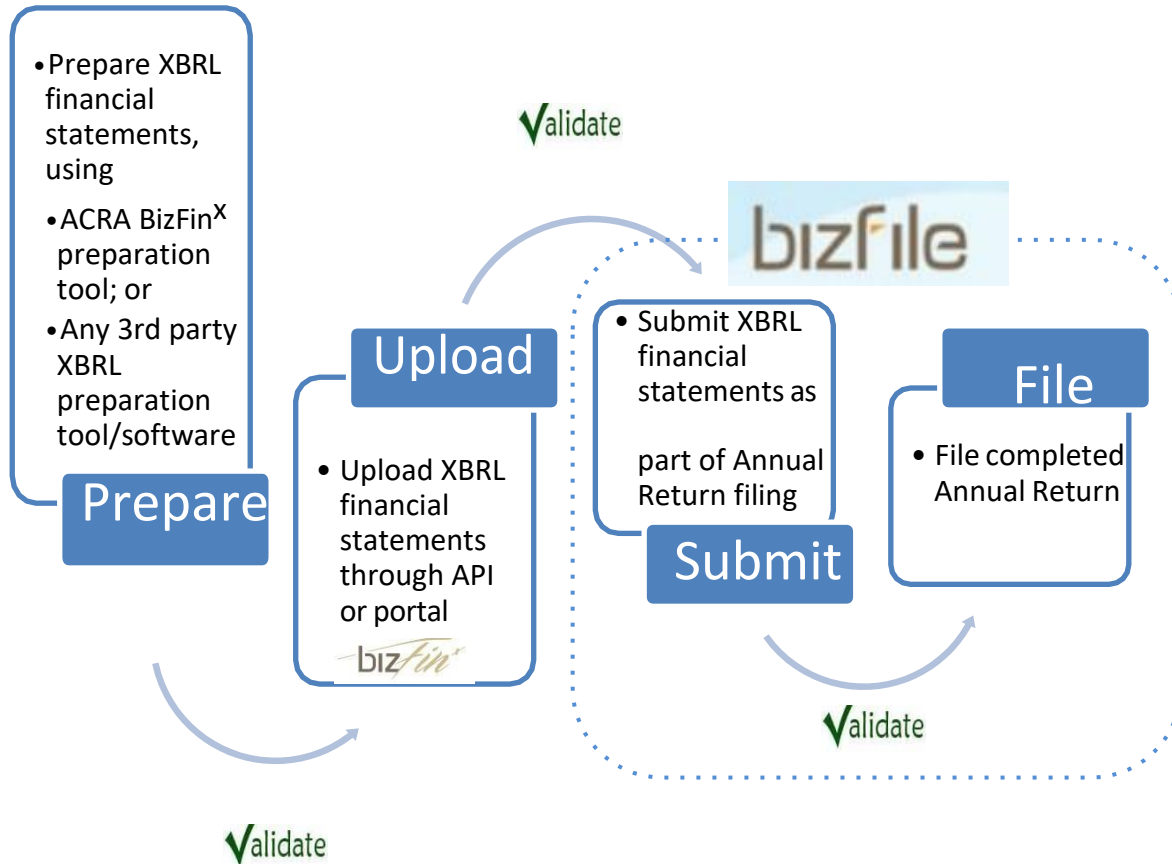 •Prepare XBRL
financial
statements,
using
•ACRA BizFinX
preparation
tool; or
•Any 3rd party
XBRL
preparation
tool/software
Prepare
Validate
Upload
• Upload XBRL
financial
statements
through API
or portal
bizfinx
Validate
bizfile
• Submit XBRL
financial
statements as
part of Annual
Return filing
Submit
Validate
File
• File completed
Annual Return